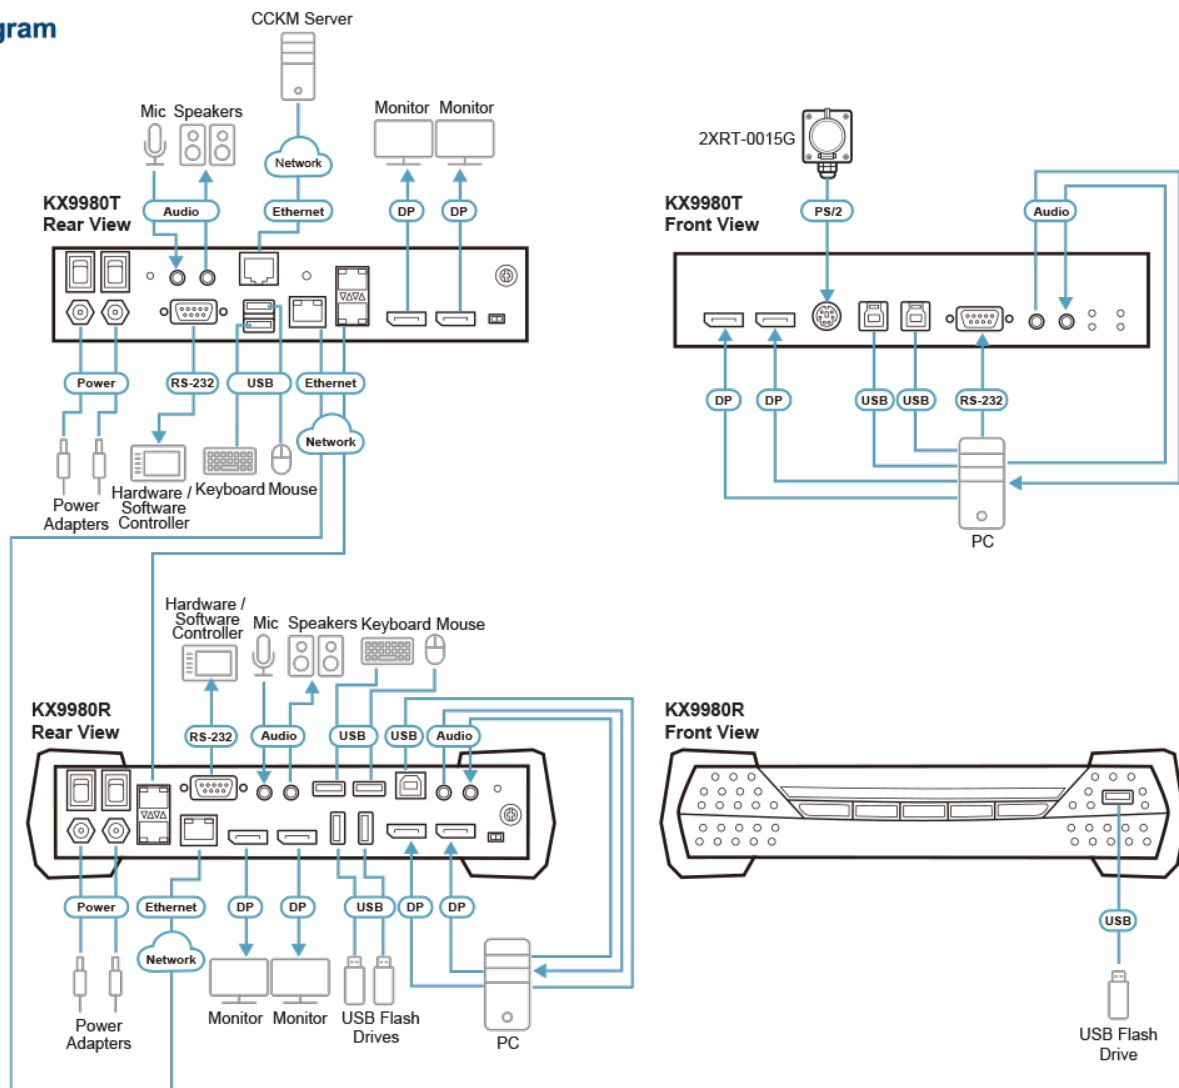 gram
CCKM Server
Mic Speakers
Monitor Monitor
Network
KX9980T
Rear View
Audio
Ethernet
DP
DP
Power
RS-232
USB
Ethernet
Network
Power
Adapters
Hardware /
Software
Controller
Keyboard Mouse
2XRT-0015G
KX9980T
Front View
PS/2
Audio
DP
DP
USB
USB
RS-232
PC
Hardware /
Software
Controller
Mic Speakers Keyboard Mouse
KX9980R
Rear View
RS-232
Audio
USB
USB
Audio
Power
Ethernet
DP
DP
USB
DP
DP
Network
Power
Adapters
Monitor Monitor
USB Flash
Drives
PC
KX9980R
Front View
USB
USB Flash
Drive